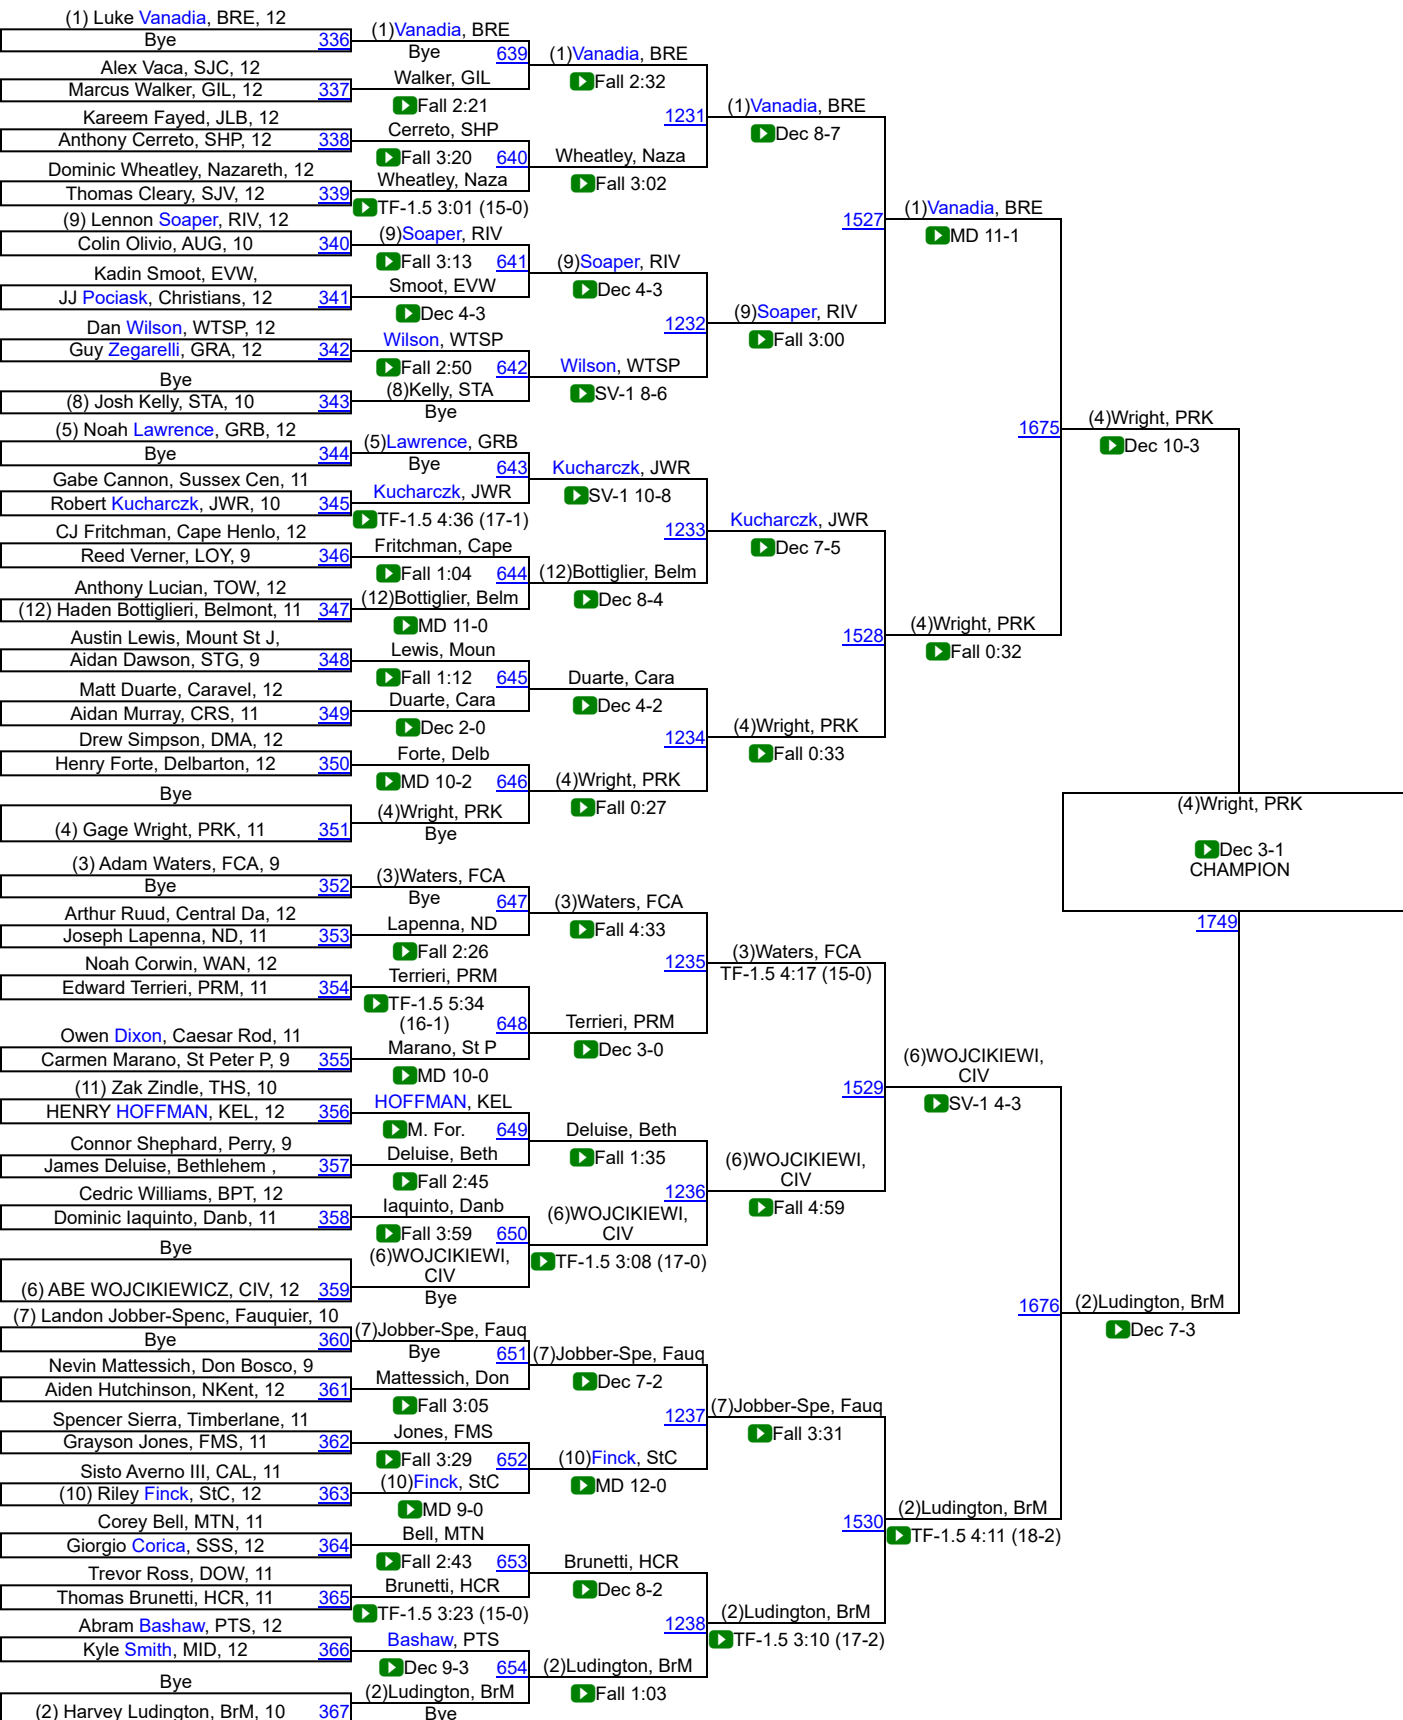 (1) Luke Vanadia, BRE, 12
Bye 336
Alex Vaca, SJC, 12
Marcus Walker, GIL, 12 337
Kareem Fayed, JLB, 12
Anthony Cerreto, SHP, 12 338
Dominic Wheatley, Nazareth, 12
Thomas Cleary, SJV, 12 339
(9) Lennon Soaper, RIV, 12
Colin Olivio, AUG, 10 340
Kadin Smoot, EVW,
JJ Pociask, Christians, 12 341
Dan Wilson, WTSP, 12
Guy Zegarelli, GRA, 12 342
Bye
(8) Josh Kelly, STA, 10 343
(5) Noah Lawrence, GRB, 12
Bye 344
Gabe Cannon, Sussex Cen, 11
Robert Kucharczk, JWR, 10 345
CJ Fritchman, Cape Henlo, 12
Reed Verner, LOY, 9 346
Anthony Lucian, TOW, 12
(12) Haden Bottiglieri, Belmont, 11 347
Austin Lewis, Mount St J,
Aidan Dawson, STG, 9 348
Matt Duarte, Caravel, 12
Aidan Murray, CRS, 11 349
Drew Simpson, DMA, 12
Henry Forte, Delbarton, 12 350
Bye
(4) Gage Wright, PRK, 11 351
(3) Adam Waters, FCA, 9
Bye 352
Arthur Ruud, Central Da, 12
Joseph Lapenna, ND, 11 353
Noah Corwin, WAN, 12
Edward Terrieri, PRM, 11 354
Owen Dixon, Caesar Rod, 11
Carmen Marano, St Peter P, 9 355
(11) Zak Zindle, THS, 10
HENRY HOFFMAN, KEL, 12 356
Connor Shephard, Perry, 9
James Deluise, Bethlehem , 357
Cedric Williams, BPT, 12
Dominic Iaquinto, Danb, 11 358
Bye
(6) ABE WOJCIKIEWICZ, CIV, 12 359
(7) Landon Jobber-Spenc, Fauquier, 10
Bye 360
Nevin Mattessich, Don Bosco, 9
Aiden Hutchinson, NKent, 12 361
Spencer Sierra, Timberlane, 11
Grayson Jones, FMS, 11 362
Sisto Averno III, CAL, 11
(10) Riley Finck, StC, 12 363
Corey Bell, MTN, 11
Giorgio Corica, SSS, 12 364
Trevor Ross, DOW, 11
Thomas Brunetti, HCR, 11 365
Abram Bashaw, PTS, 12
Kyle Smith, MID, 12 366
Bye
(2) Harvey Ludington, BrM, 10 367
(1)Vanadia, BRE
Bye 639
Walker, GIL
Fall 2:21
Cerreto, SHP
Fall 3:20 640
Wheatley, Naza
TF-1.5 3:01 (15-0)
(9)Soaper, RIV
Fall 3:13 641
Smoot, EVW
Dec 4-3
Wilson, WTSP
Fall 2:50 642
(8)Kelly, STA
Bye
(5)Lawrence, GRB
Bye 643
Kucharczk, JWR
TF-1.5 4:36 (17-1)
Fritchman, Cape
Fall 1:04 644
(12)Bottiglier, Belm
MD 11-0
Lewis, Moun
Fall 1:12 645
Duarte, Cara
Dec 2-0
Forte, Delb
MD 10-2 646
(4)Wright, PRK
Bye
(3)Waters, FCA
Bye 647
Lapenna, ND
Fall 2:26
Terrieri, PRM
TF-1.5 5:34
(16-1) 648
Marano, St P
MD 10-0
HOFFMAN, KEL
M. For. 649
Deluise, Beth
Fall 2:45
Iaquinto, Danb
Fall 3:59 650
(6)WOJCIKIEWI,
CIV
Bye
(7)Jobber-Spe, Fauq
Bye 651
Mattessich, Don
Fall 3:05
Jones, FMS
Fall 3:29 652
(10)Finck, StC
MD 9-0
Bell, MTN
Fall 2:43 653
Brunetti, HCR
TF-1.5 3:23 (15-0)
Bashaw, PTS
Dec 9-3 654
(2)Ludington, BrM
Bye
(1)Vanadia, BRE
Fall 2:32
1231
Wheatley, Naza
Fall 3:02
(9)Soaper, RIV
Dec 4-3
1232
Wilson, WTSP
SV-1 8-6
Kucharczk, JWR
SV-1 10-8
1233
(12)Bottiglier, Belm
Dec 8-4
Duarte, Cara
Dec 4-2
1234
(4)Wright, PRK
Fall 0:27
(3)Waters, FCA
Fall 4:33
1235
Terrieri, PRM
Dec 3-0
Deluise, Beth
Fall 1:35
1236
(6)WOJCIKIEWI,
CIV
TF-1.5 3:08 (17-0)
(7)Jobber-Spe, Fauq
Dec 7-2
1237
(10)Finck, StC
MD 12-0
Brunetti, HCR
Dec 8-2
1238
(2)Ludington, BrM
Fall 1:03
(1)Vanadia, BRE
Dec 8-7
1527
(9)Soaper, RIV
Fall 3:00
Kucharczk, JWR
Dec 7-5
1528
(4)Wright, PRK
Fall 0:33
(3)Waters, FCA
TF-1.5 4:17 (15-0)
1529
(6)WOJCIKIEWI,
CIV
Fall 4:59
(7)Jobber-Spe, Fauq
Fall 3:31
1530
(2)Ludington, BrM
TF-1.5 3:10 (17-2)
(1)Vanadia, BRE
MD 11-1
1675
(4)Wright, PRK
Fall 0:32
(6)WOJCIKIEWI,
CIV
SV-1 4-3
1676
(2)Ludington, BrM
TF-1.5 4:11 (18-2)
(4)Wright, PRK
Dec 10-3
(4)Wright, PRK
Dec 3-1
CHAMPION
1749
(2)Ludington, BrM
Dec 7-3